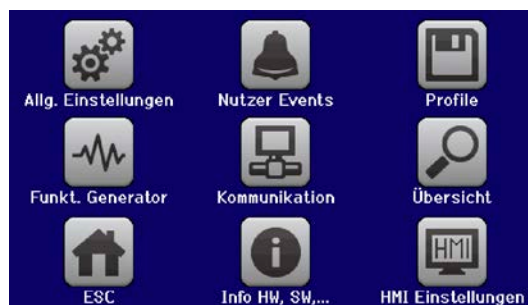 Allg. Einstellungen
Nutzer Events
Profile
Funkt. Generator
Kommunikation
Übersicht
ESC
Info HW, SW,...
HMI
HMI Einstellungen